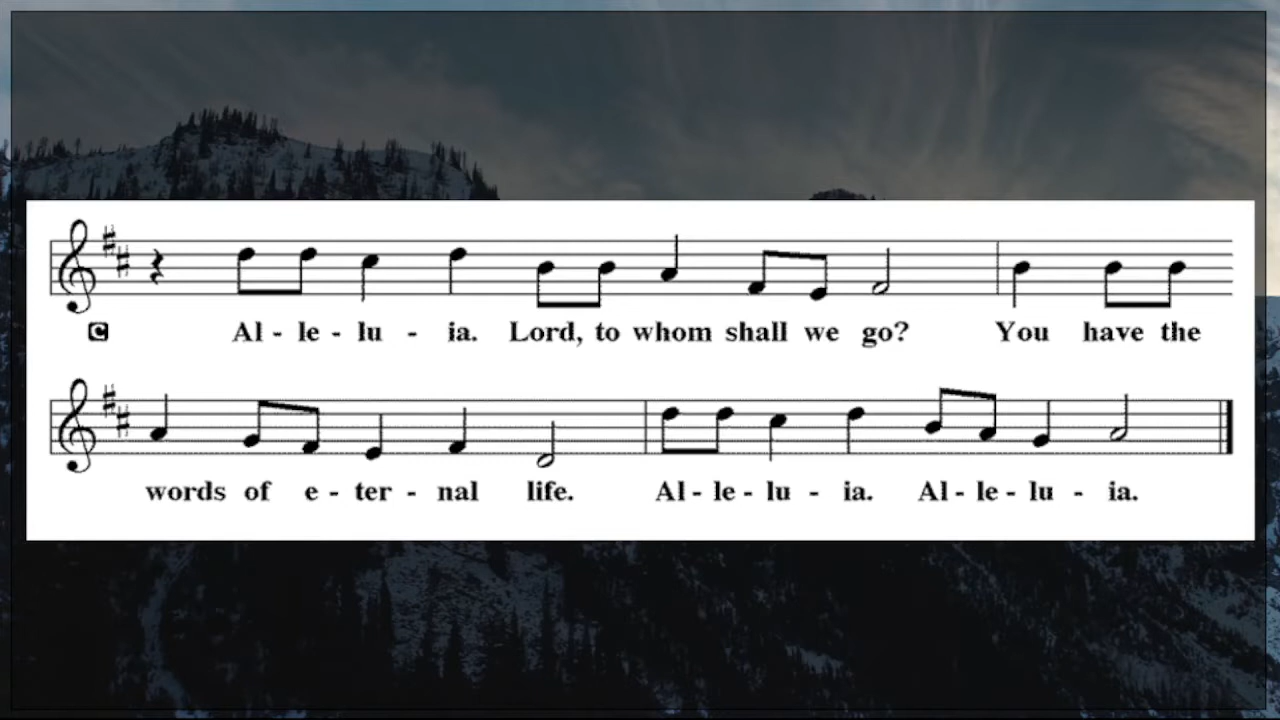 C Al - le - lu - ia. Lord, to whom shall we go? You have the
words of e - ter - nal life. Al - le - lu - ia. Al - le - lu - ia.